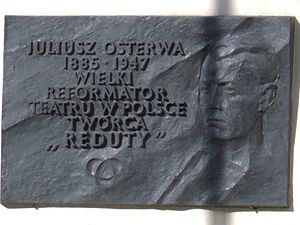 JULIUSZ OSTERWA
1885 · 1947
WIELKI
REFORMATOR
TEATRU W POLSCE
TWÓRCA
„REDUTY”